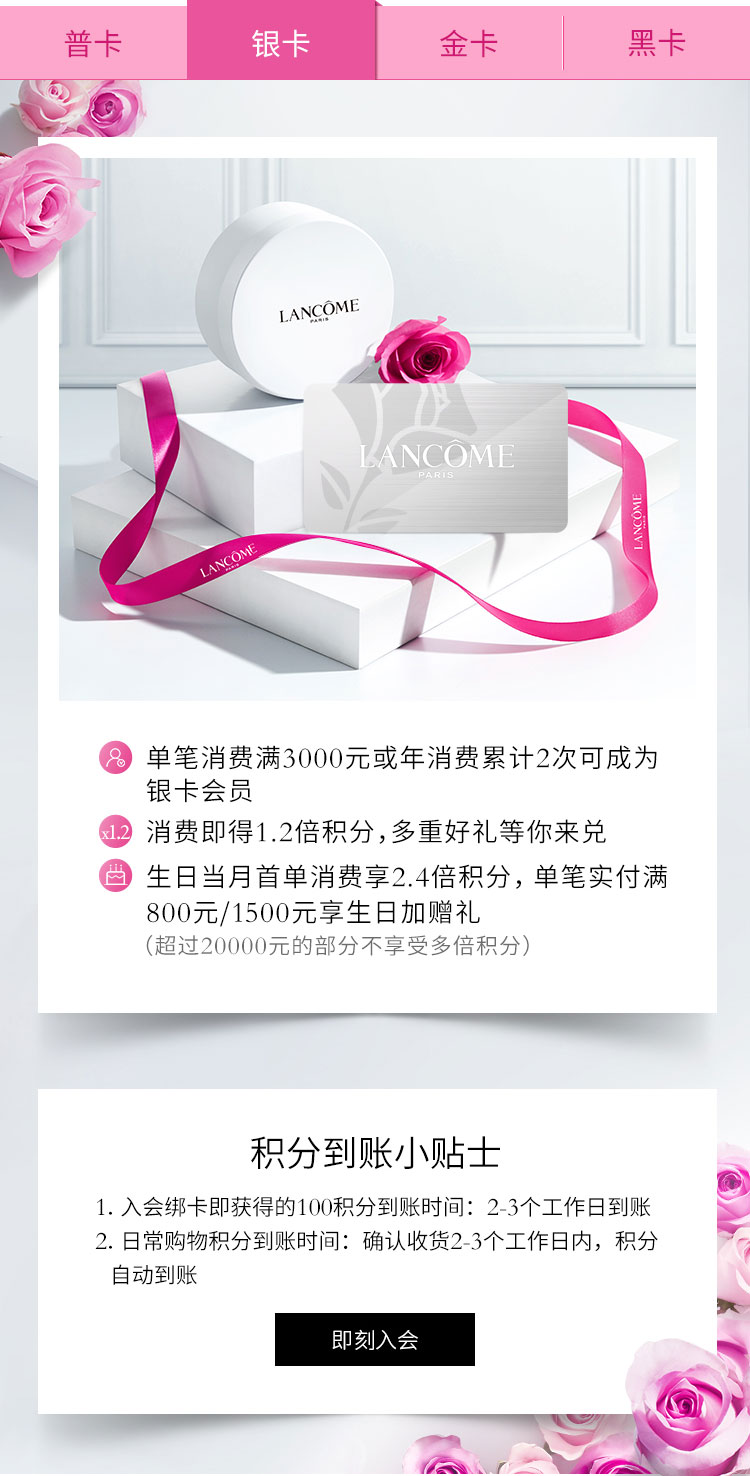 普卡 银卡 金卡 黑卡
LANCÔME
PARIS
LANCÔME
PARIS
LANCÔME
PARIS
LANCÔME
PARIS
单笔消费满3000元或年消费累计2次可成为
银卡会员
x1.2 消费即得1.2倍积分,多重好礼等你来兑
生日当月首单消费享2.4倍积分,单笔实付满
800元/1500元享生日加赠礼
（超过20000元的部分不享受多倍积分）
积分到账小贴士
1. 入会绑卡即获得的100积分到账时间：2-3个工作日到账
2. 日常购物积分到账时间：确认收货2-3个工作日内，积分
自动到账
即刻入会